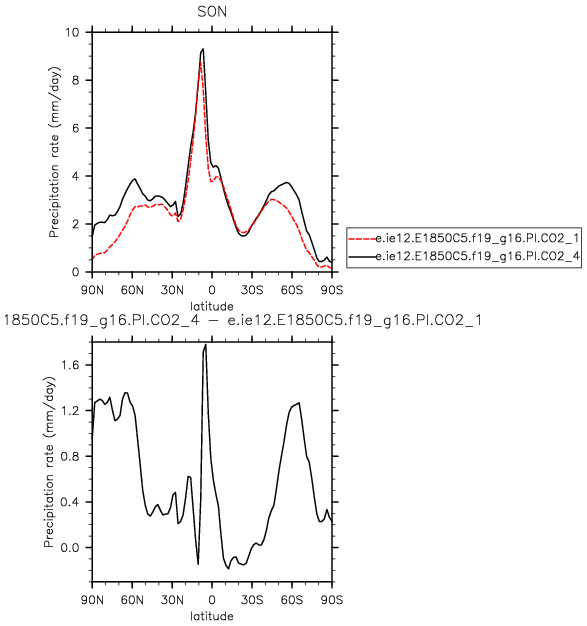 SON
10
8
6
4
2
0
Precipitation rate (mm/day)
90N 60N 30N 0 30S 60S 90S
latitude
e.ie12.E1850C5.f19_g16.PI.CO2_1
e.ie12.E1850C5.f19_g16.PI.CO2_4
1850C5.f19_g16.PI.CO2_4 − e.ie12.E1850C5.f19_g16.PI.CO2_1
1.6
1.2
0.8
0.4
0.0
Precipitation rate (mm/day)
90N 60N 30N 0 30S 60S 90S
latitude